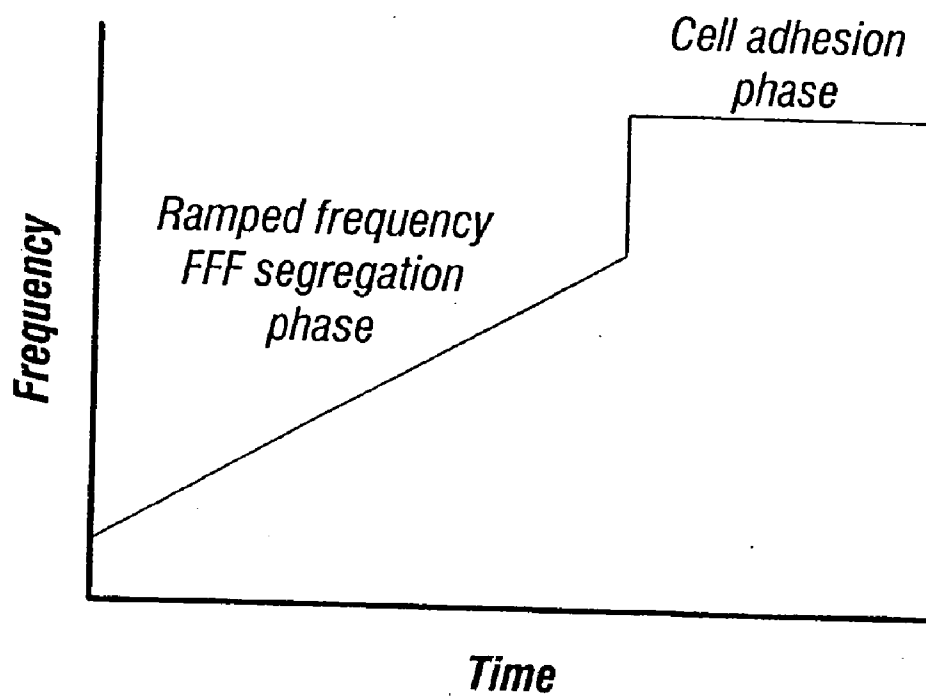 Cell adhesion
phase
Ramped frequency
FFF segregation
phase
Frequency
Time